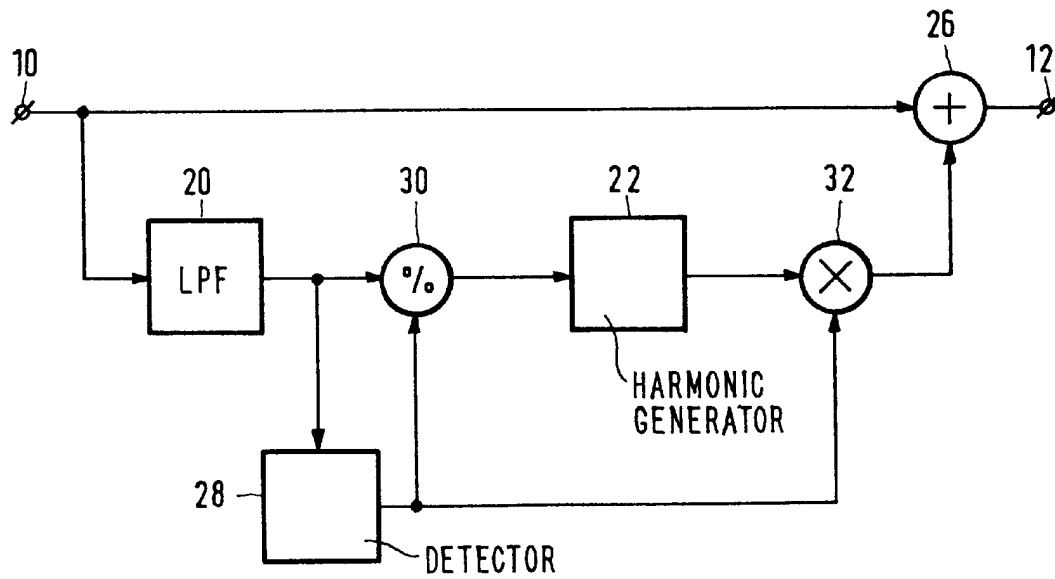 26
10
12
+
20
30
22
32
LPF
%
×
HARMONIC
GENERATOR
28
DETECTOR